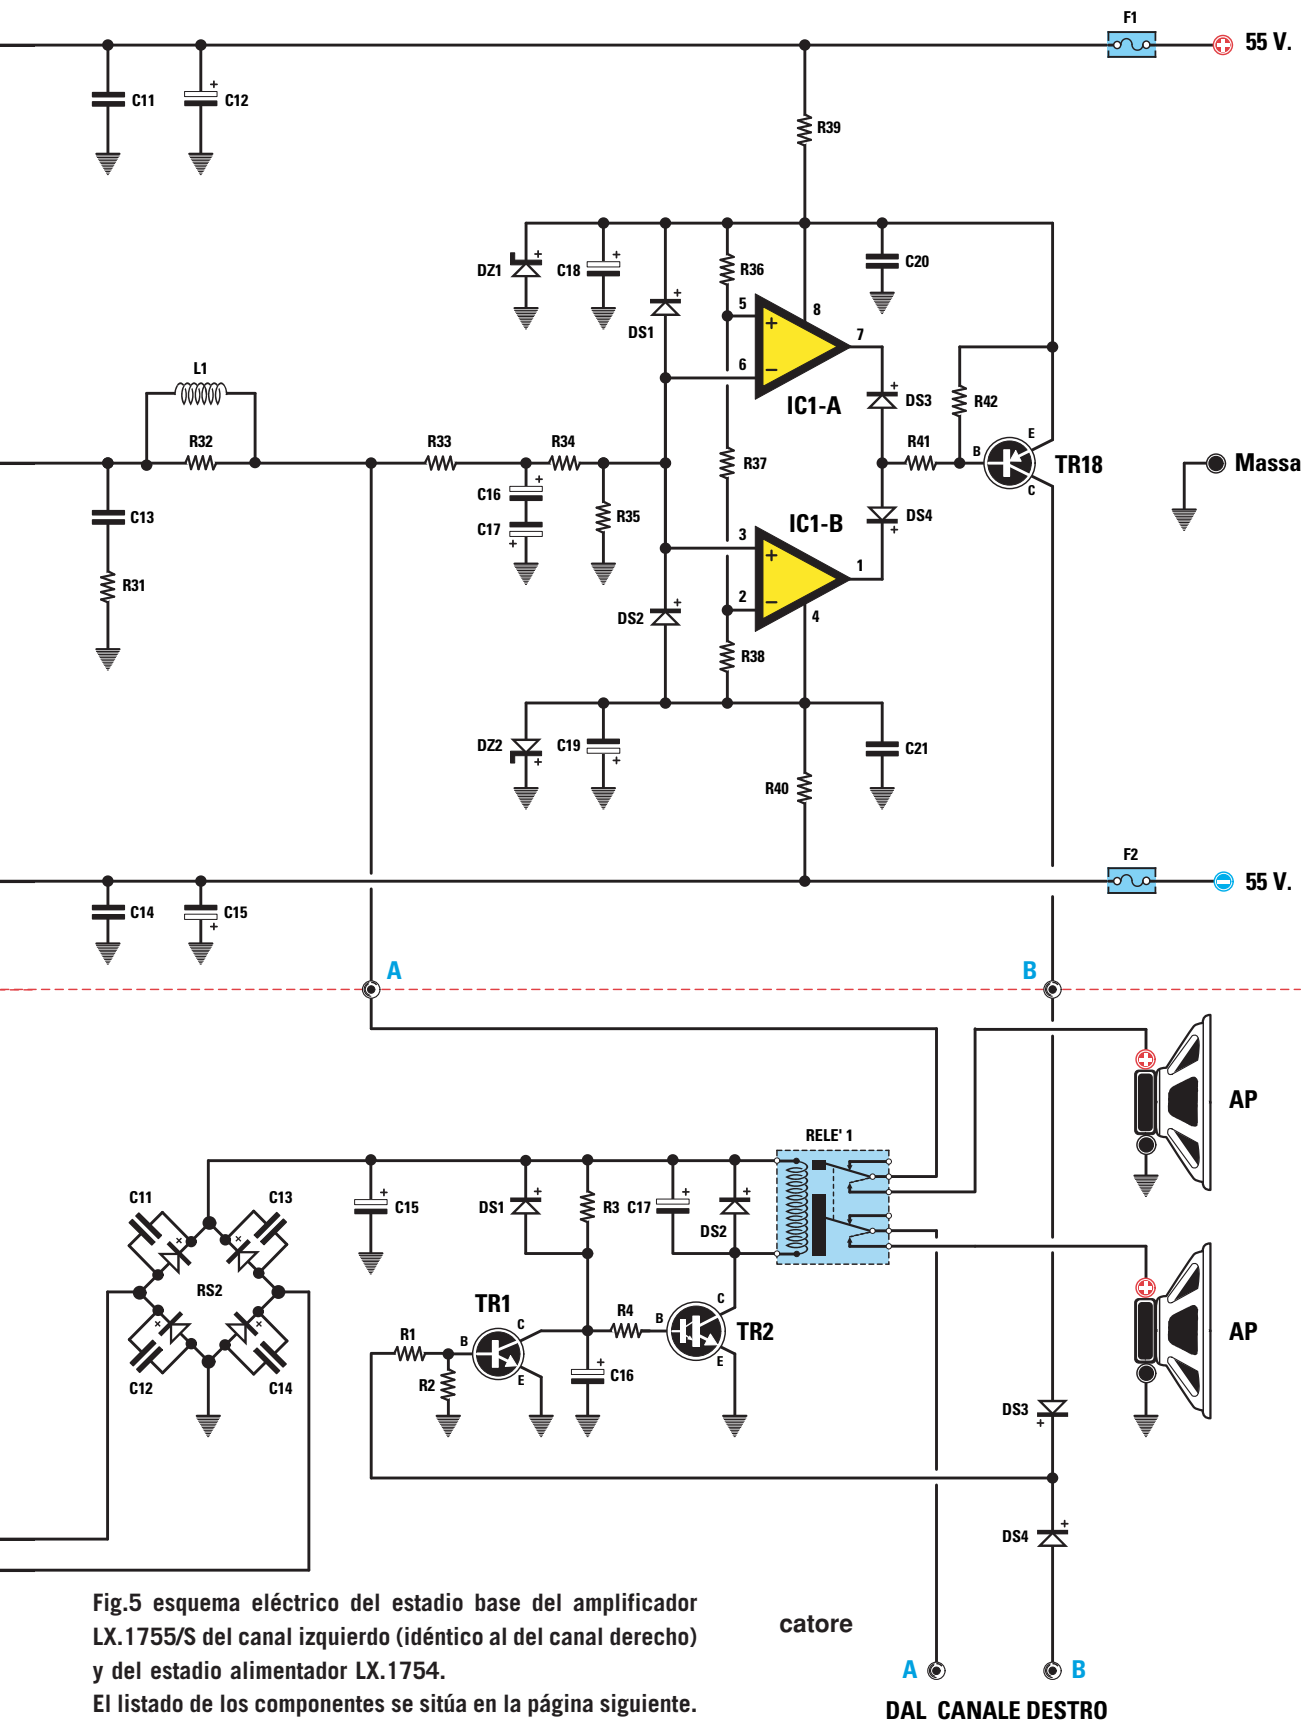 F1
55 V.
C11
+
C12
R39
DZ1
+
C18
+
R36
C20
+
DS1
5
+
8
7
6
−
IC1-A
+
DS3
R42
L1
R32
R33
R34
R37
R41
B
E
C
TR18
Massa
C13
C16
+
C17
+
R35
IC1-B
DS4
+
3
+
1
R31
DS2
+
2
−
4
R38
DZ2
+
C19
+
C21
R40
F2
55 V.
C14
C15
+
A
B
AP
RELE' 1
C11
C13
+
C15
DS1
+
R3
C17
+
DS2
+
RS2
TR1
R4
B
C
E
TR2
AP
R1
B
C
E
R2
+
C16
C12
C14
DS3
+
DS4
+
Fig.5 esquema eléctrico del estadio base del amplificador
LX.1755/S del canal izquierdo (idéntico al del canal derecho)
y del estadio alimentador LX.1754.
El listado de los componentes se sitúa en la página siguiente.
catore
A
B
DAL CANALE DESTRO